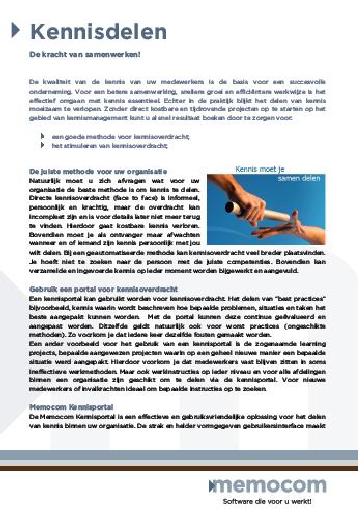 Kennisdelen
De kracht van samenwerken!
De kwaliteit van de kennis van uw medewerkers is de basis voor een succesvolle
onderneming. Voor een betere samenwerking, snellere groei en efficiëntere werkwijze is het
effectief omgaan met kennis essentieel. Echter in de praktijk blijkt het delen van kennis
moeizaam te verlopen. Zonder direct kostbare en tijdrovende projecten op te starten op het
gebied van kennismanagement kunt u al snel resultaat boeken door te zorgen voor:
een goede methode voor kennisoverdracht;
het stimuleren van kennisoverdracht;
De juiste methode voor uw organisatie
Natuurlijk moet u zich afvragen wat voor uw
organisatie de beste methode is om kennis te delen.
Directe kennisoverdracht (face to face) is informeel,
persoonlijk en krachtig, maar de overdracht kan
incompleet zijn en is voor details later niet meer terug
te vinden. Hierdoor gaat kostbare kennis verloren.
Bovendien moet je als ontvanger maar afwachten
wanneer en of iemand zijn kennis persoonlijk met jou
wilt delen. Bij een geautomatiseerde methode kan kennisoverdracht veel breder plaatsvinden.
Je hoeft niet te zoeken naar de persoon met de juiste competenties. Bovendien kan
verzamelde en ingevoerde kennis op ieder moment worden bijgewerkt en aangevuld.
Kennis moet je
samen delen
Gebruik een portal voor kennisoverdracht
Een kennisportal kan gebruikt worden voor kennisoverdracht. Het delen van "best practices"
bijvoorbeeld, kennis waarin wordt beschreven hoe bepaalde problemen, situaties en taken het
beste aangepakt kunnen worden. Met de portal kunnen deze continue geëvalueerd en
aangepast worden. Ditzelfde geldt natuurlijk ook voor worst practices (ongeschikte
methoden). Zo voorkom je dat iedere keer dezelfde fouten gemaakt worden.
Een ander voorbeeld voor het gebruik van een kennisportal is de zogenaamde learning
projects, bepaalde aangewezen projecten waarin op een geheel nieuwe manier een bepaalde
situatie werd aangepakt. Hierdoor voorkom je dat medewerkers vast blijven zitten in soms
ineffectieve werkmethoden. Maar ook werkinstructies op ieder niveau en voor alle afdelingen
binnen een organisatie zijn geschikt om te delen via de kennisportal. Voor nieuwe
medewerkers of invalkrachten ideaal om bepaalde instructies op te zoeken.
Memocom Kennisportal
De Memocom Kennisportal is een effectieve en gebruiksvriendelijke oplossing voor het delen
van kennis binnen uw organisatie. De strak en helder vormgegeven gebruikersinterface maakt
memocom
Software die voor u werkt!